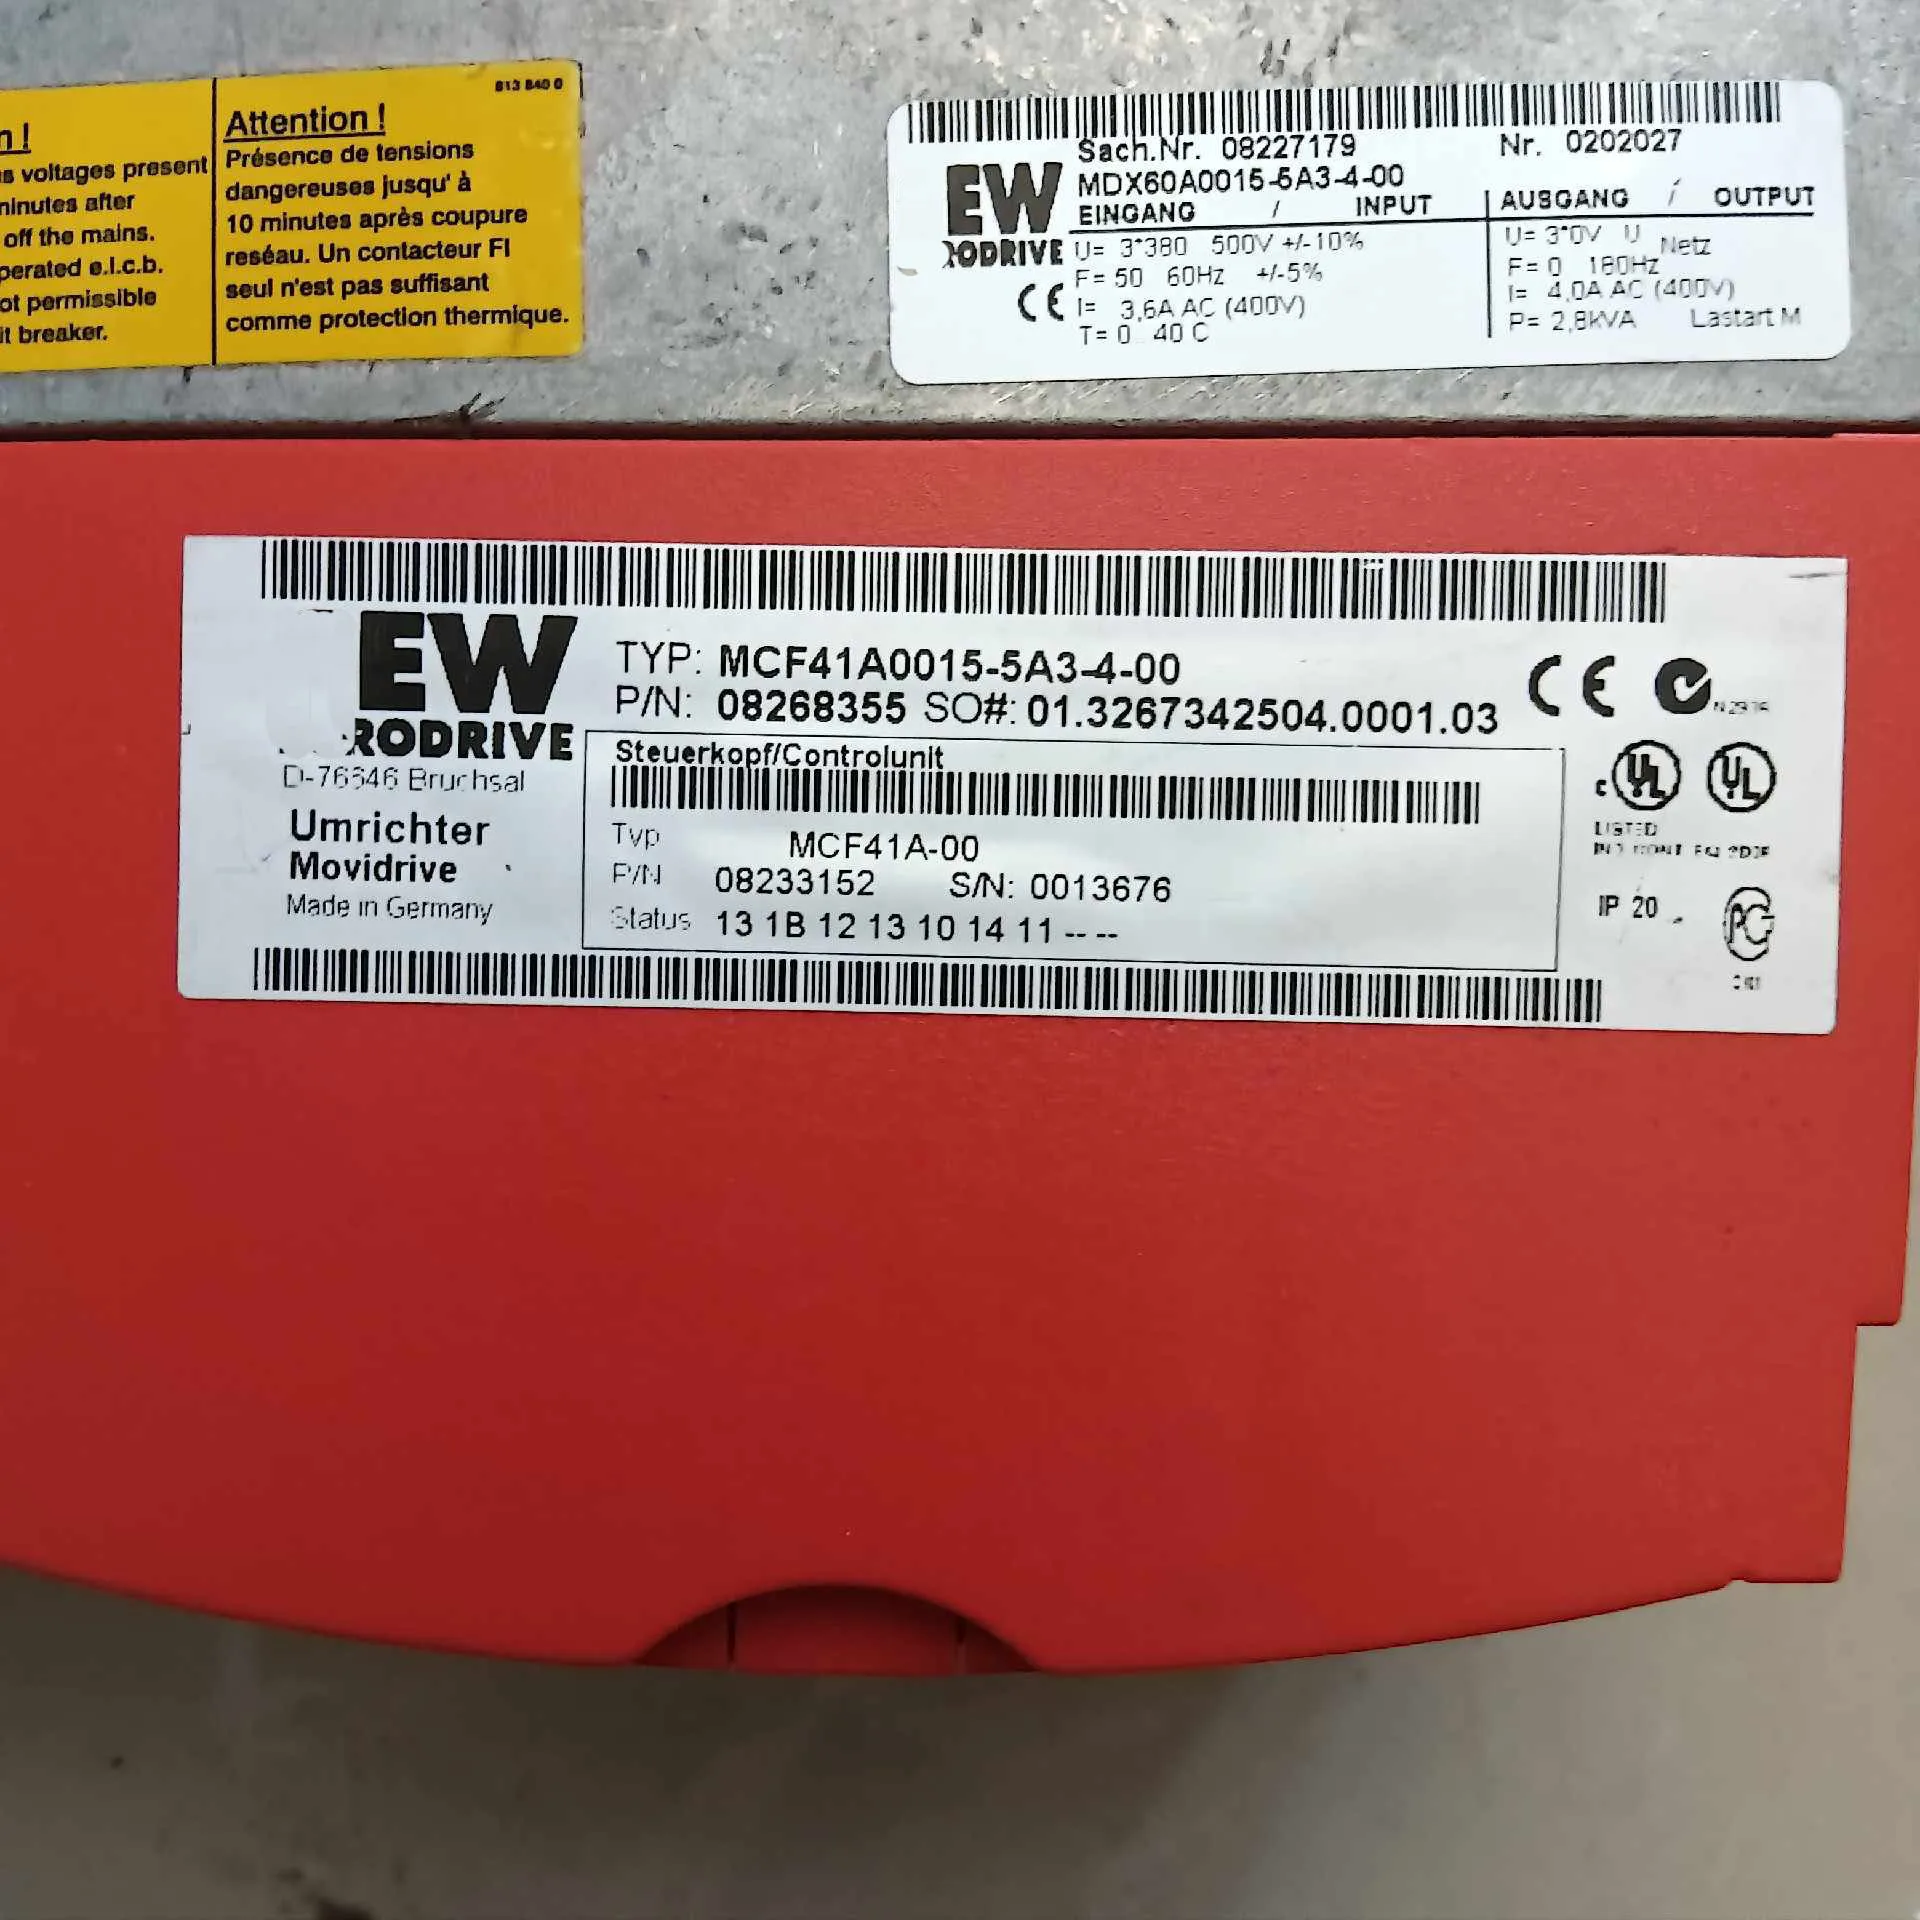 813 840 0
n!
s voltages present
minutes after
off the mains.
perated e.l.c.b.
ot permissible
it breaker.
Attention !
Présence de tensions
dangereuses jusqu' à
10 minutes après coupure
reséau. Un contacteur FI
seul n'est pas suffisant
comme protection thermique.
Sach.Nr. 08227179 Nr. 0202027
EW
RODRIVE
CE
MDX60A0015-5A3-4-00
EINGANG / INPUT
U= 3*380 500V +/-10%
F= 50 60Hz +/-5%
I= 3,6A AC (400V)
T= 0 40 C
AUSGANG / OUTPUT
U= 3*0V U Netz
F= 0 180Hz
I= 4,0A AC (400V)
P= 2,8kVA Lastart M
EW
RODRIVE
D-76646 Bruchsal
Umrichter
Movidrive
Made in Germany
TYP: MCF41A0015-5A3-4-00
P/N: 08268355 SO#: 01.3267342504.0001.03
Steuerkopf/Controlunit
Typ MCF41A-00
P/N 08233152 S/N: 0013676
Status 13 1B 12 13 10 14 11 -- --
CE
c UL UL
LISTED
IP 20